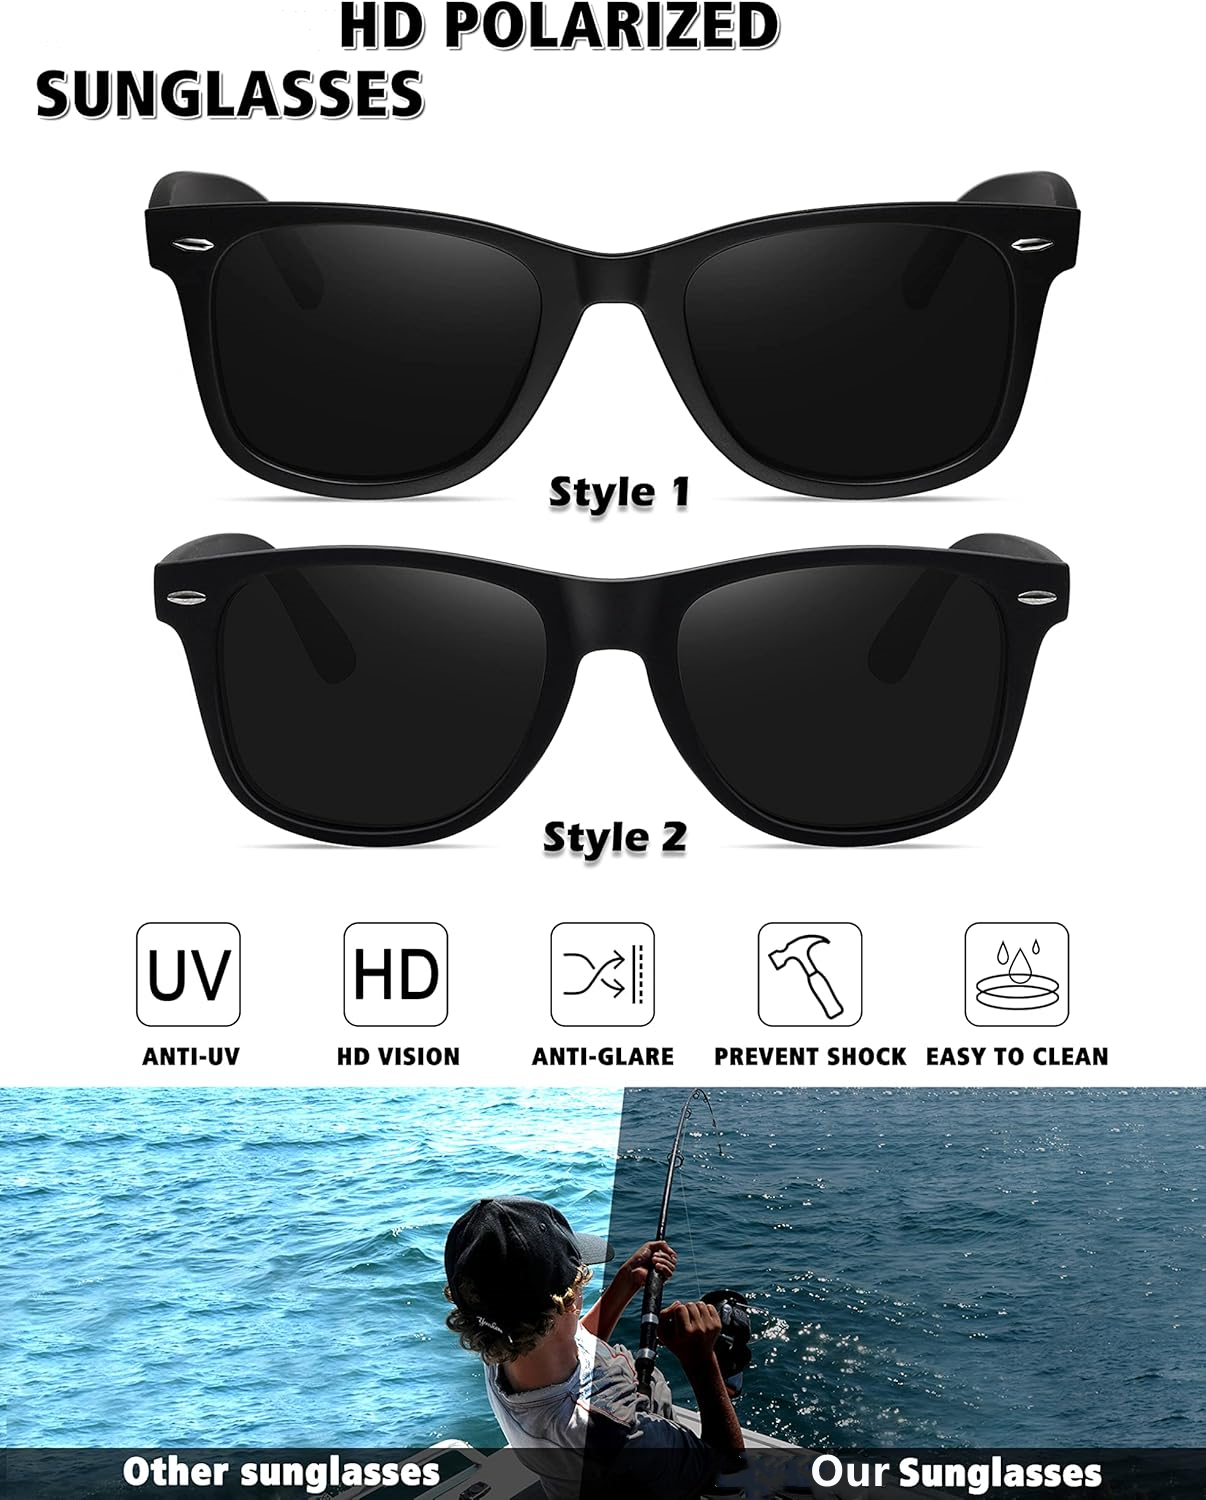 HD POLARIZED
SUNGLASSES
Style 1
Style 2
UV
HD
ANTI-UV
HD VISION
ANTI-GLARE
PREVENT SHOCK
EASY TO CLEAN
Other sunglasses
Our Sunglasses